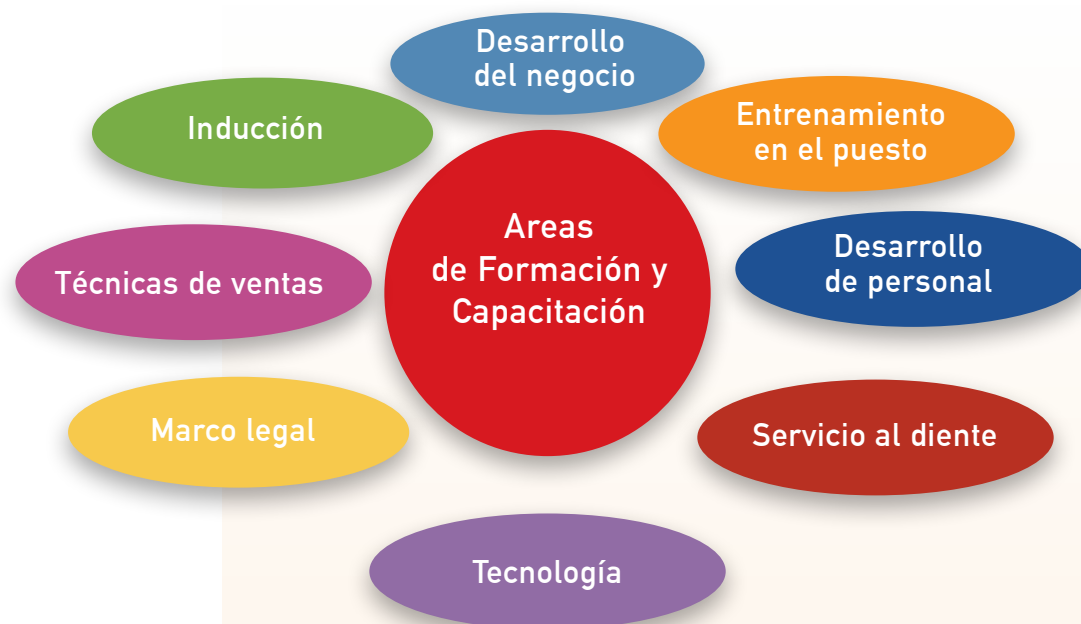 Desarrollo
del negocio
Inducción
Entrenamiento
en el puesto
Areas
de Formación y
Capacitación
Técnicas de ventas
Desarrollo
de personal
Marco legal
Servicio al diente
Tecnología